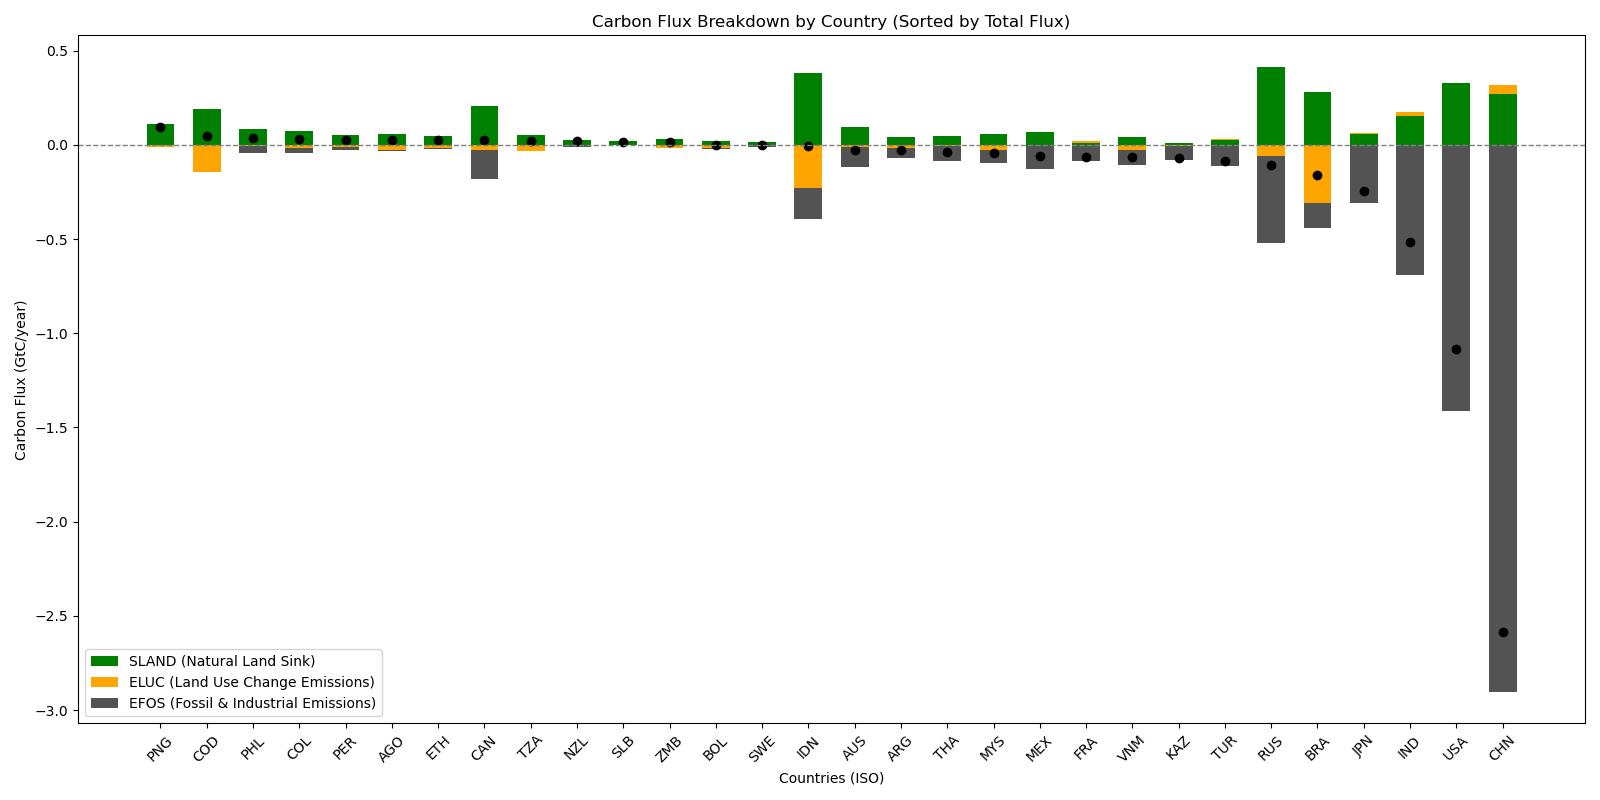 Carbon Flux Breakdown by Country (Sorted by Total Flux)
Carbon Flux (GtC/year)
0.5
0.0
−0.5
−1.0
−1.5
−2.0
−2.5
−3.0
SLAND (Natural Land Sink)
ELUC (Land Use Change Emissions)
EFOS (Fossil & Industrial Emissions)
PNG COD PHL COL PER AGO ETH CAN TZA NZL SLB ZMB BOL SWE IDN AUS ARG THA MYS MEX FRA VNM KAZ TUR RUS BRA JPN IND USA CHN
Countries (ISO)